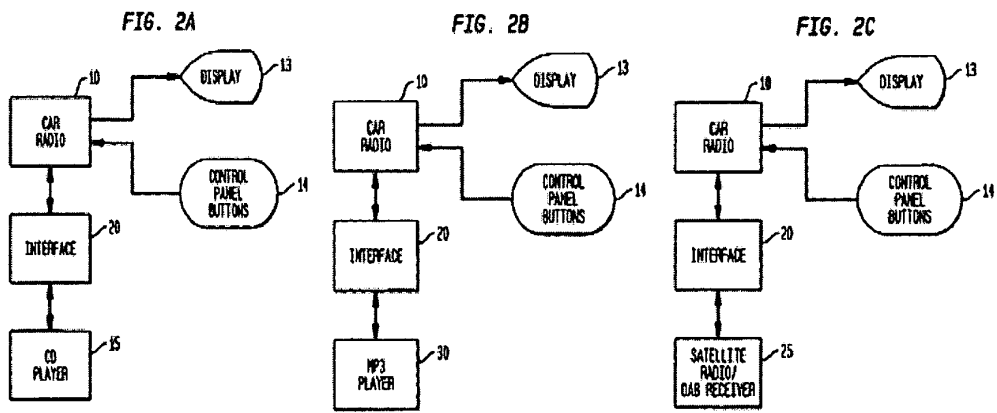 FIG. 2A
DISPLAY
13
10
CAR
RADIO
CONTROL
PANEL
BUTTONS
14
20
INTERFACE
15
CD
PLAYER
FIG. 2B
DISPLAY
13
10
CAR
RADIO
CONTROL
PANEL
BUTTONS
14
20
INTERFACE
30
MP3
PLAYER
FIG. 2C
DISPLAY
13
10
CAR
RADIO
CONTROL
PANEL
BUTTONS
14
20
INTERFACE
25
SATELLITE
RADIO/
DAB RECEIVER